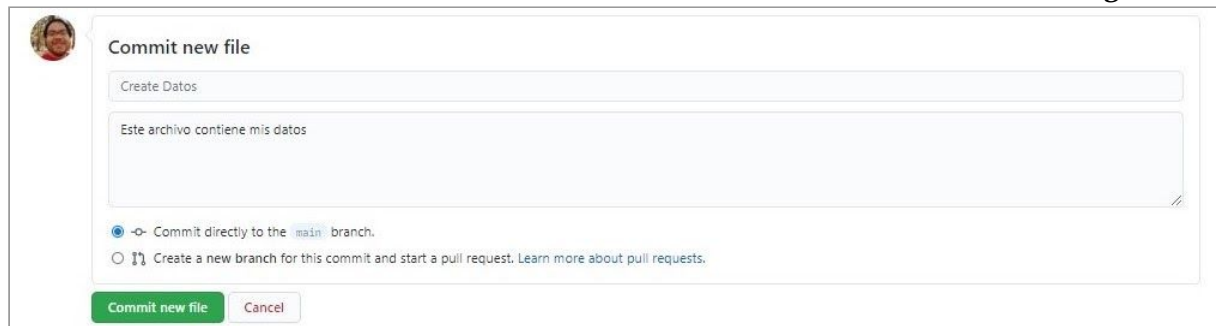 Commit new file
Create Datos
Este archivo contiene mis datos
Commit directly to the main branch.
Create a new branch for this commit and start a pull request. Learn more about pull requests.
Commit new file Cancel